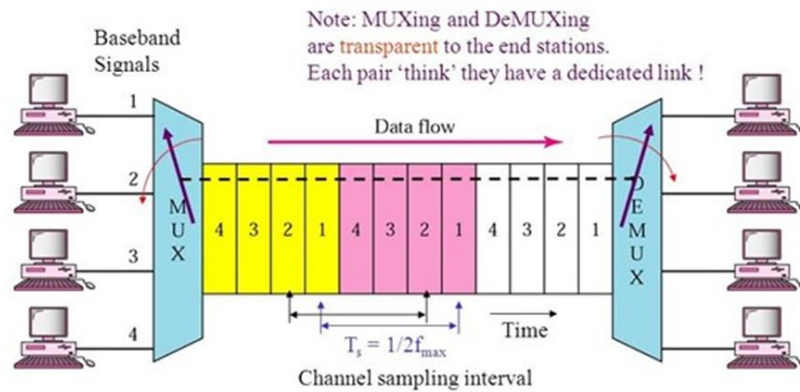 Note: MUXing and DeMUXing
are transparent to the end stations.
Each pair ‘think’ they have a dedicated link !
Baseband
Signals
Data flow
1
2
3
4
MUX
4 3 2 1 4 3 2 1 4 3 2 1
DEMUX
Time
Ts = 1/2fmax
Channel sampling interval